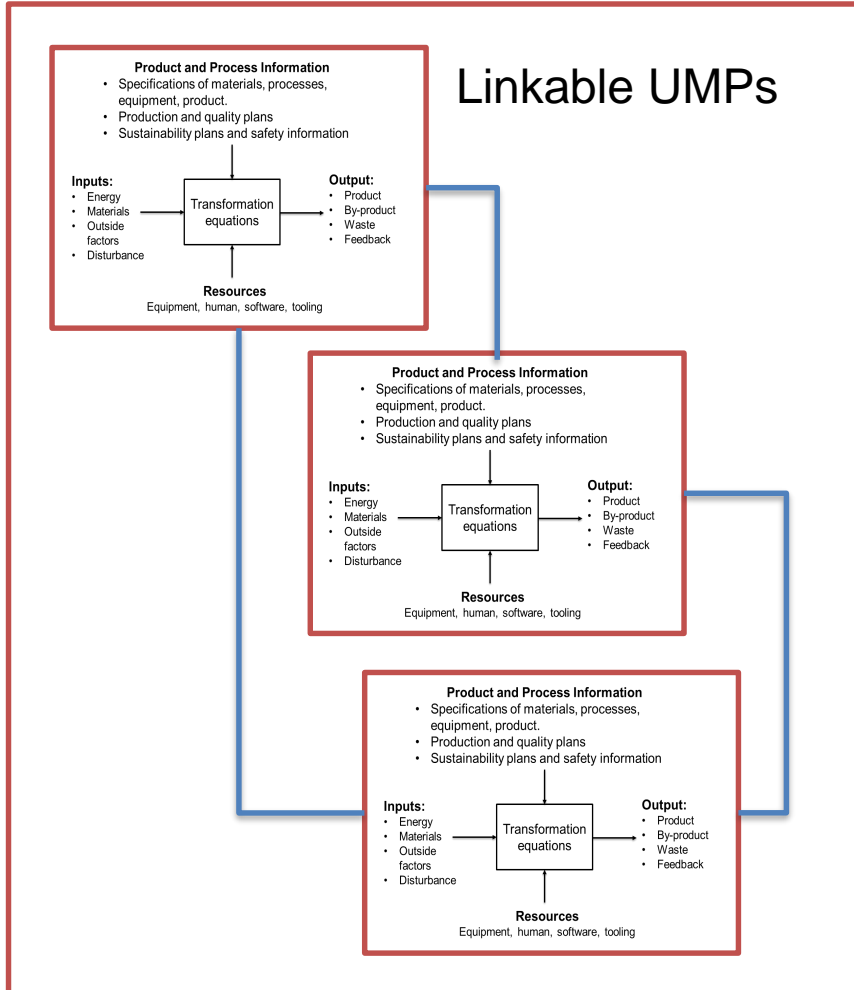 Linkable UMPs
Product and Process Information
• Specifications of materials, processes,
equipment, product.
• Production and quality plans
• Sustainability plans and safety information
Inputs:
• Energy
• Materials
• Outside
factors
• Disturbance
Transformation
equations
Output:
• Product
• By-product
• Waste
• Feedback
Resources
Equipment, human, software, tooling
Product and Process Information
• Specifications of materials, processes,
equipment, product.
• Production and quality plans
• Sustainability plans and safety information
Inputs:
• Energy
• Materials
• Outside
factors
• Disturbance
Transformation
equations
Output:
• Product
• By-product
• Waste
• Feedback
Resources
Equipment, human, software, tooling
Product and Process Information
• Specifications of materials, processes,
equipment, product.
• Production and quality plans
• Sustainability plans and safety information
Inputs:
• Energy
• Materials
• Outside
factors
• Disturbance
Transformation
equations
Output:
• Product
• By-product
• Waste
• Feedback
Resources
Equipment, human, software, tooling